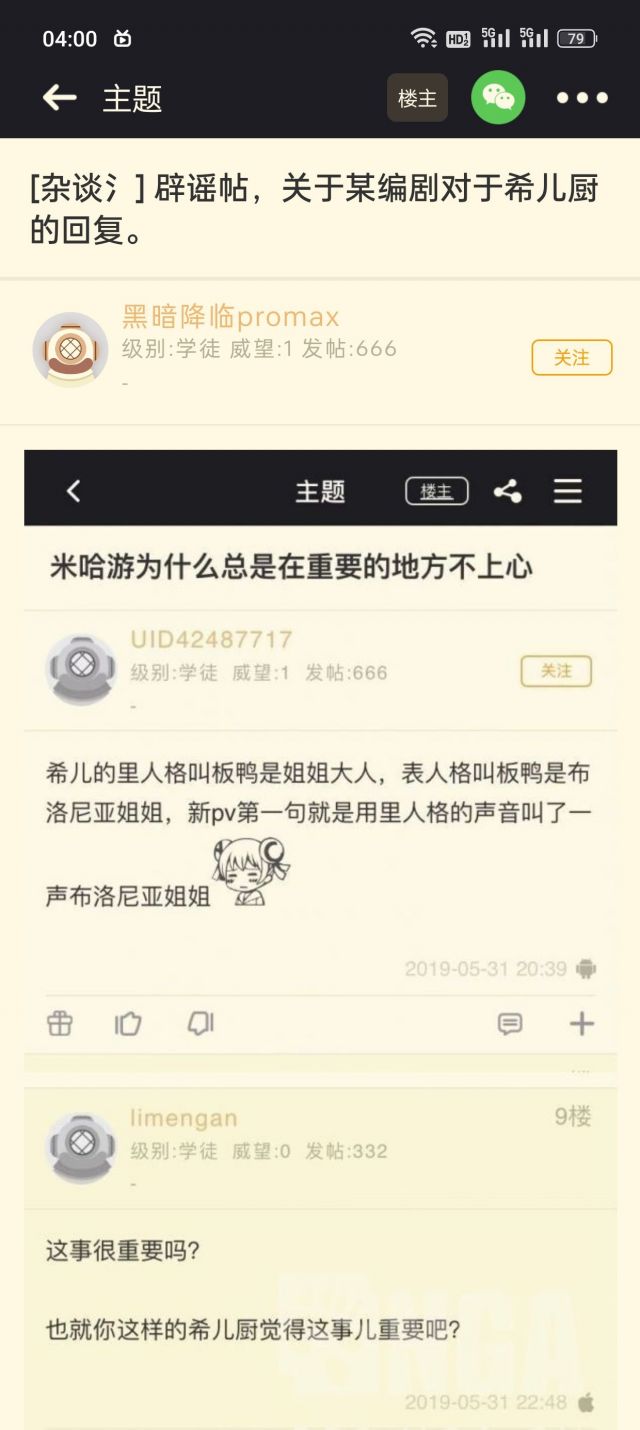 04:00
HD 1 2 5G 5G 79
主题 楼主
[杂谈氵] 辟谣帖，关于某编剧对于希儿厨
的回复。
黑暗降临promax
级别:学徒 威望:1 发帖:666
关注
-
主题 楼主
米哈游为什么总是在重要的地方不上心
UID42487717
级别:学徒 威望:1 发帖:666
关注
-
希儿的里人格叫板鸭是姐姐大人，表人格叫板鸭是布
洛尼亚姐姐，新pv第一句就是用里人格的声音叫了一
声布洛尼亚姐姐
2019-05-31 20:39
....
limengan 9楼
级别:学徒 威望:0 发帖:332
-
这事很重要吗?
也就你这样的希儿厨觉得这事儿重要吧?
NGA
2019-05-31 22:48